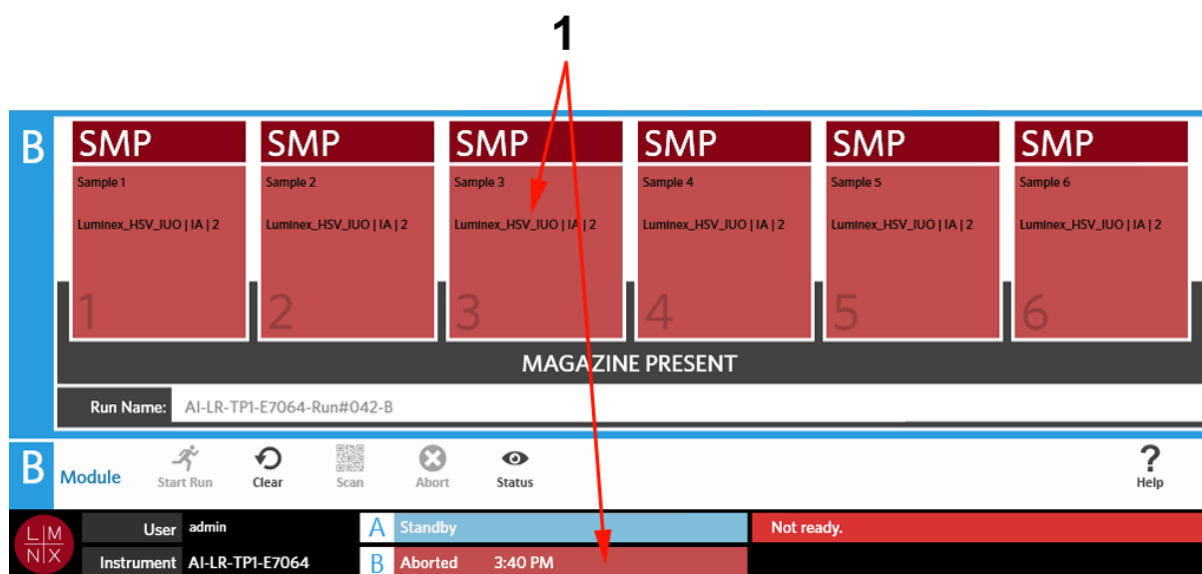 1
B
SMP SMP SMP SMP SMP SMP
Sample 1 Sample 2 Sample 3 Sample 4 Sample 5 Sample 6
Luminex_HSV_IUO | IA | 2 Luminex_HSV_IUO | IA | 2 Luminex_HSV_IUO | IA | 2 Luminex_HSV_IUO | IA | 2 Luminex_HSV_IUO | IA | 2 Luminex_HSV_IUO | IA | 2
1 2 3 4 5 6
MAGAZINE PRESENT
Run Name: AI-LR-TP1-E7064-Run#042-B
B Module Start Run Clear Scan Abort Status ? Help
L M
N X
User admin A Standby Not ready.
Instrument AI-LR-TP1-E7064 B Aborted 3:40 PM